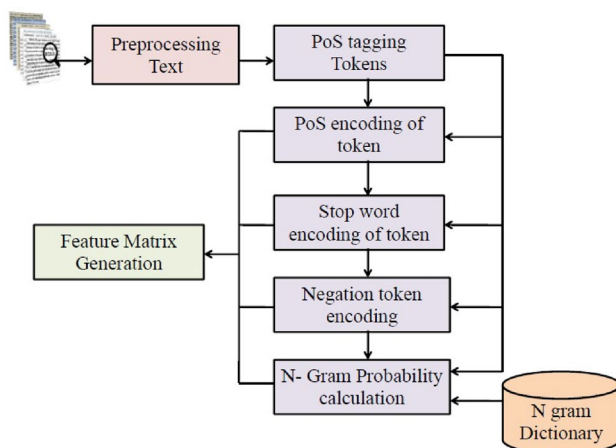 Preprocessing
Text
PoS tagging
Tokens
PoS encoding of
token
Stop word
encoding of token
Feature Matrix
Generation
Negation token
encoding
N- Gram Probability
calculation
N gram
Dictionary